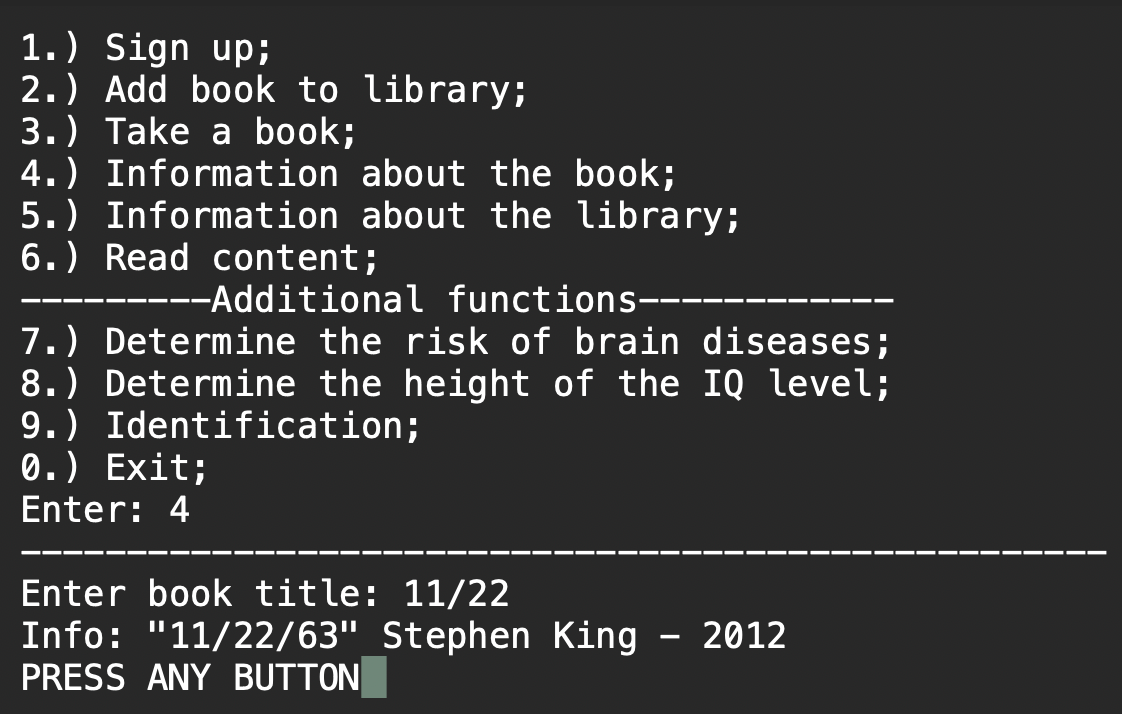 1.) Sign up;
2.) Add book to library;
3.) Take a book;
4.) Information about the book;
5.) Information about the library;
6.) Read content;
---------Additional functions------------
7.) Determine the risk of brain diseases;
8.) Determine the height of the IQ level;
9.) Identification;
0.) Exit;
Enter: 4
---------------------------------------------------
Enter book title: 11/22
Info: "11/22/63" Stephen King - 2012
PRESS ANY BUTTON